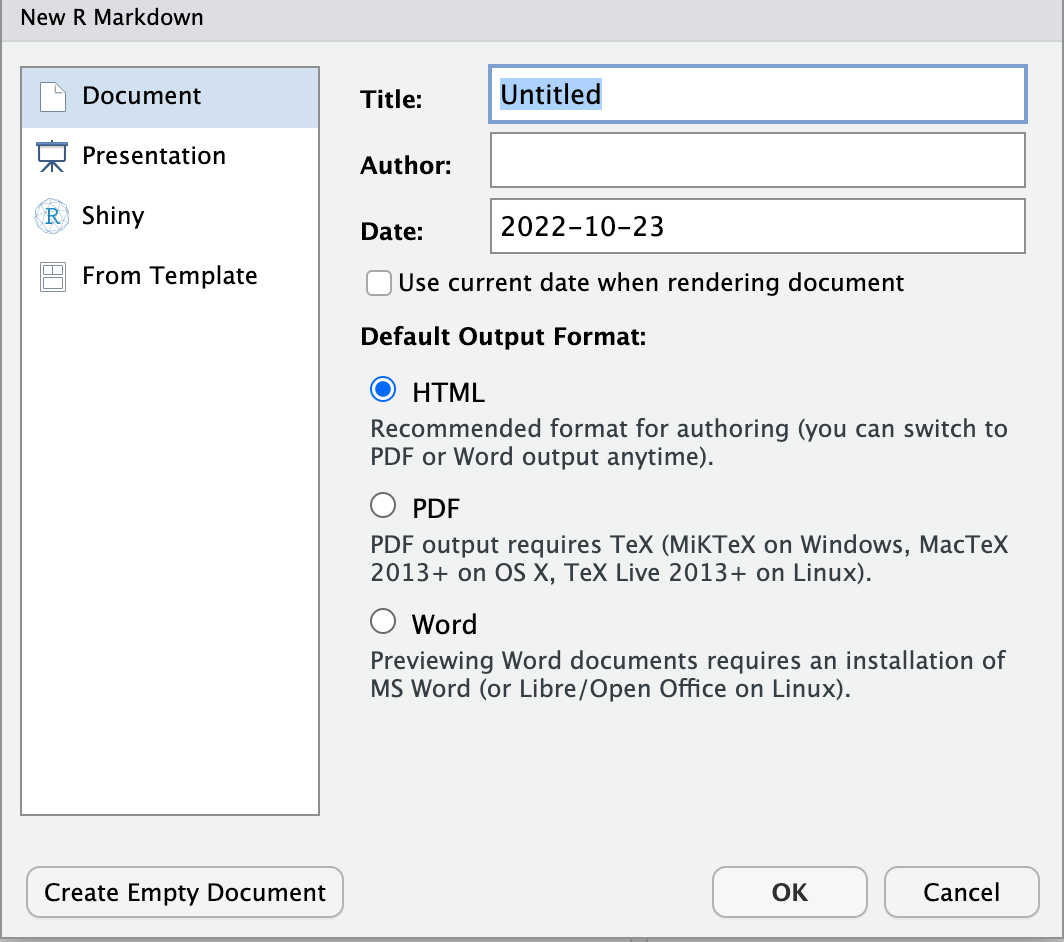 New R Markdown
Document
Presentation
Shiny
From Template
Title: Untitled
Author:
Date: 2022-10-23
Use current date when rendering document
Default Output Format:
HTML
Recommended format for authoring (you can switch to
PDF or Word output anytime).
PDF
PDF output requires TeX (MiKTeX on Windows, MacTeX
2013+ on OS X, TeX Live 2013+ on Linux).
Word
Previewing Word documents requires an installation of
MS Word (or Libre/Open Office on Linux).
Create Empty Document
OK
Cancel